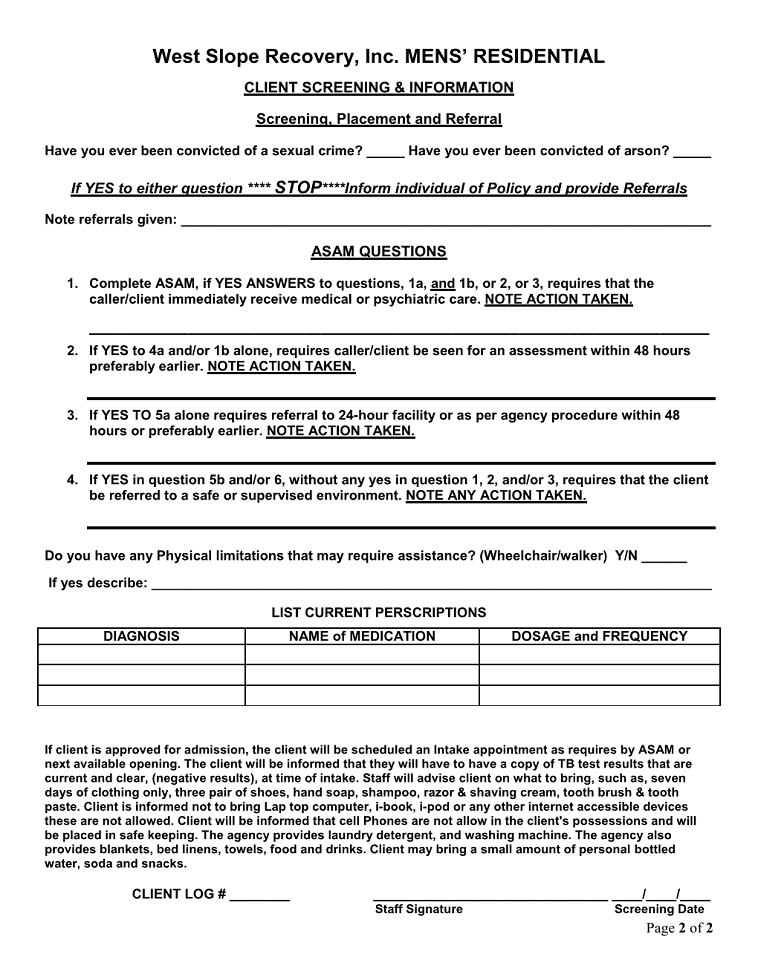 West Slope Recovery, Inc. MENS' RESIDENTIAL
CLIENT SCREENING & INFORMATION
Screening, Placement and Referral
Have you ever been convicted of a sexual crime? _____ Have you ever been convicted of arson? _____
If YES to either question **** STOP****Inform individual of Policy and provide Referrals
Note referrals given: ______________________________________________________________________
ASAM QUESTIONS
1. Complete ASAM, if YES ANSWERS to questions, 1a, and 1b, or 2, or 3, requires that the
caller/client immediately receive medical or psychiatric care. NOTE ACTION TAKEN.
2. If YES to 4a and/or 1b alone, requires caller/client be seen for an assessment within 48 hours
preferably earlier. NOTE ACTION TAKEN.
3. If YES TO 5a alone requires referral to 24-hour facility or as per agency procedure within 48
hours or preferably earlier. NOTE ACTION TAKEN.
4. If YES in question 5b and/or 6, without any yes in question 1, 2, and/or 3, requires that the client
be referred to a safe or supervised environment. NOTE ANY ACTION TAKEN.
Do you have any Physical limitations that may require assistance? (Wheelchair/walker) Y/N ______
If yes describe: __________________________________________________________________________
LIST CURRENT PERSCRIPTIONS
DIAGNOSIS NAME of MEDICATION DOSAGE and FREQUENCY
If client is approved for admission, the client will be scheduled an Intake appointment as requires by ASAM or
next available opening. The client will be informed that they will have to have a copy of TB test results that are
current and clear, (negative results), at time of intake. Staff will advise client on what to bring, such as, seven
days of clothing only, three pair of shoes, hand soap, shampoo, razor & shaving cream, tooth brush & tooth
paste. Client is informed not to bring Lap top computer, i-book, i-pod or any other internet accessible devices
these are not allowed. Client will be informed that cell Phones are not allow in the client's possessions and will
be placed in safe keeping. The agency provides laundry detergent, and washing machine. The agency also
provides blankets, bed linens, towels, food and drinks. Client may bring a small amount of personal bottled
water, soda and snacks.
CLIENT LOG # ________ _______________________________ ____/____/____
Staff Signature Screening Date
Page 2 of 2